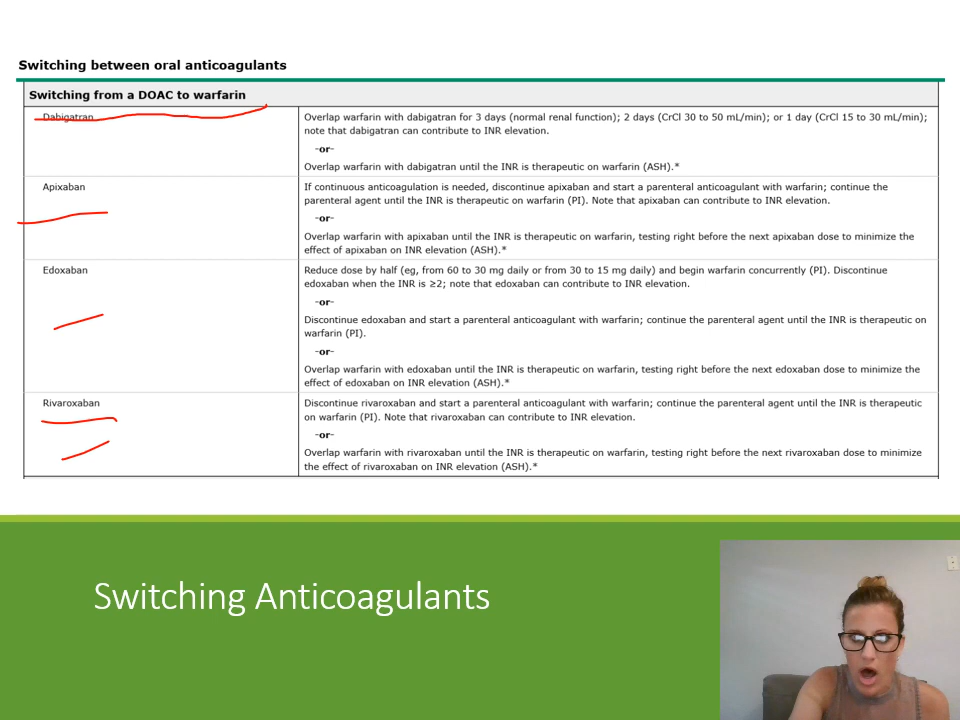 Switching between oral anticoagulants
Switching from a DOAC to warfarin
Dabigatran
Overlap warfarin with dabigatran for 3 days (normal renal function); 2 days (CrCl 30 to 50 mL/min); or 1 day (CrCl 15 to 30 mL/min);
note that dabigatran can contribute to INR elevation.
-or-
Overlap warfarin with dabigatran until the INR is therapeutic on warfarin (ASH).*
Apixaban
If continuous anticoagulation is needed, discontinue apixaban and start a parenteral anticoagulant with warfarin; continue the
parenteral agent until the INR is therapeutic on warfarin (PI). Note that apixaban can contribute to INR elevation.
-or-
Overlap warfarin with apixaban until the INR is therapeutic on warfarin, testing right before the next apixaban dose to minimize the
effect of apixaban on INR elevation (ASH).*
Edoxaban
Reduce dose by half (eg, from 60 to 30 mg daily or from 30 to 15 mg daily) and begin warfarin concurrently (PI). Discontinue
edoxaban when the INR is ≥2; note that edoxaban can contribute to INR elevation.
-or-
Discontinue edoxaban and start a parenteral anticoagulant with warfarin; continue the parenteral agent until the INR is therapeutic on
warfarin (PI).
-or-
Overlap warfarin with edoxaban until the INR is therapeutic on warfarin, testing right before the next edoxaban dose to minimize the
effect of edoxaban on INR elevation (ASH).*
Rivaroxaban
Discontinue rivaroxaban and start a parenteral anticoagulant with warfarin; continue the parenteral agent until the INR is therapeutic
on warfarin (PI). Note that rivaroxaban can contribute to INR elevation.
-or-
Overlap warfarin with rivaroxaban until the INR is therapeutic on warfarin, testing right before the next rivaroxaban dose to minimize
the effect of rivaroxaban on INR elevation (ASH).*
Switching Anticoagulants